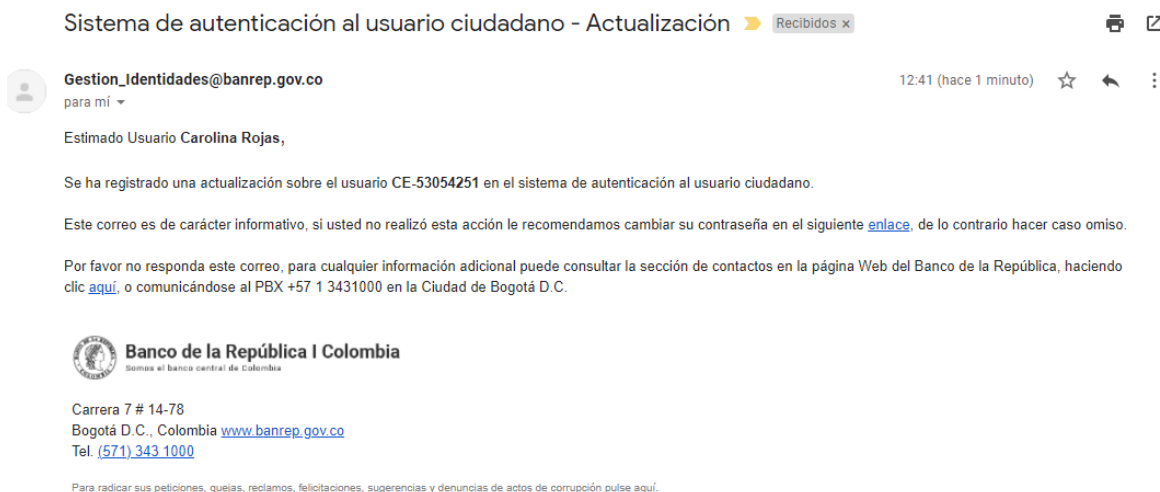 Sistema de autenticación al usuario ciudadano - Actualización Recibidos x
Gestion_Identidades@banrep.gov.co 12:41 (hace 1 minuto)
para mí
Estimado Usuario Carolina Rojas,
Se ha registrado una actualización sobre el usuario CE-53054251 en el sistema de autenticación al usuario ciudadano.
Este correo es de carácter informativo, si usted no realizó esta acción le recomendamos cambiar su contraseña en el siguiente enlace, de lo contrario hacer caso omiso.
Por favor no responda este correo, para cualquier información adicional puede consultar la sección de contactos en la página Web del Banco de la República, haciendo
clic aquí, o comunicándose al PBX +57 1 3431000 en la Ciudad de Bogotá D.C.
Banco de la República I Colombia
Somos el banco central de Colombia
Carrera 7 # 14-78
Bogotá D.C., Colombia www.banrep.gov.co
Tel. (571) 343 1000
Para radicar sus peticiones, quejas, reclamos, felicitaciones, sugerencias y denuncias de actos de corrupción pulse aquí.